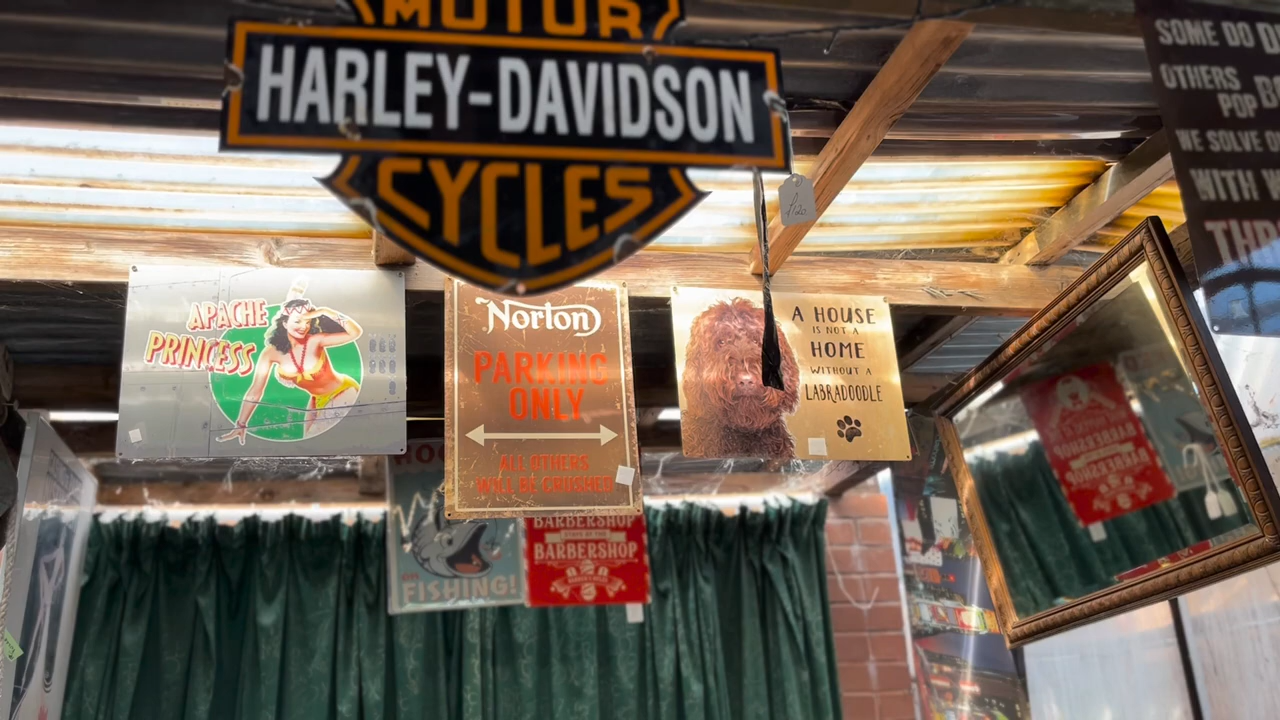 MOTOR
HARLEY-DAVIDSON
CYCLES
APACHE
PRINCESS
Norton
PARKING
ONLY
ALL OTHERS
WILL BE CRUSHED
A HOUSE
IS NOT A
HOME
WITHOUT A
LABRADOODLE
FISHING!
BARBERSHOP
BARBERSHOP
SOME DO
OTHERS
POP
WE SOLVE
WITH